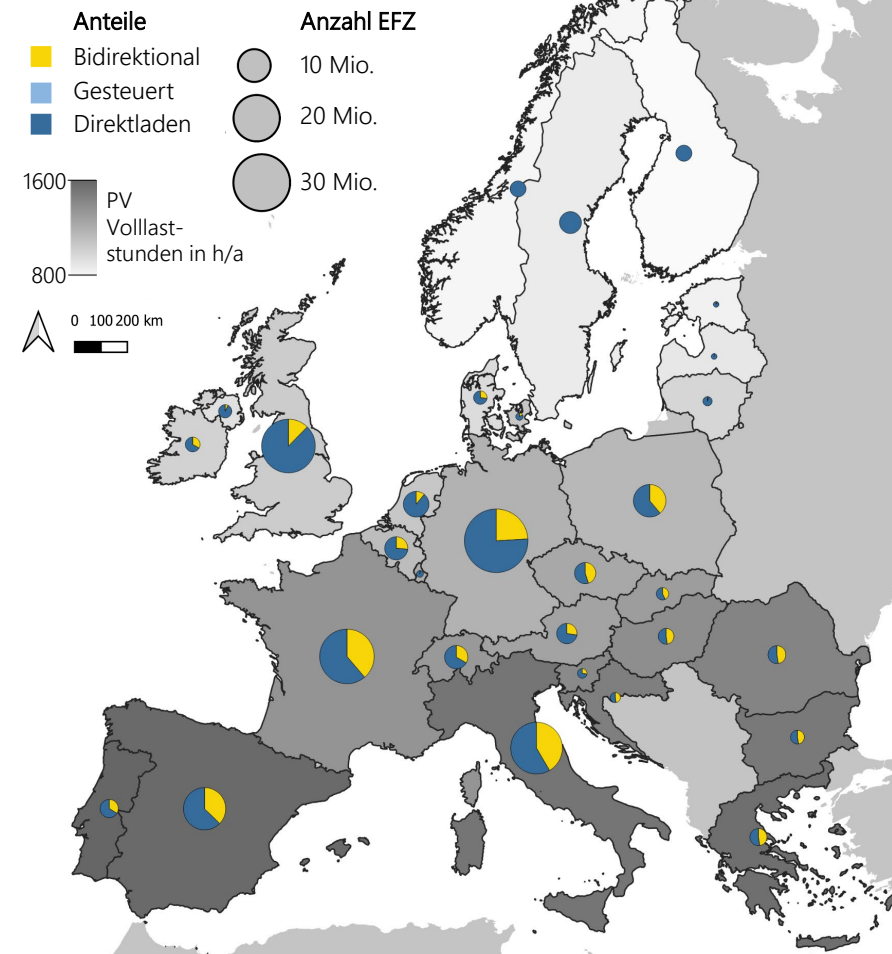 Anteile
Bidirektional
Gesteuert
Direktladen
Anzahl EFZ
10 Mio.
20 Mio.
30 Mio.
1600
800
PV
Volllast-
stunden in h/a
0 100 200 km